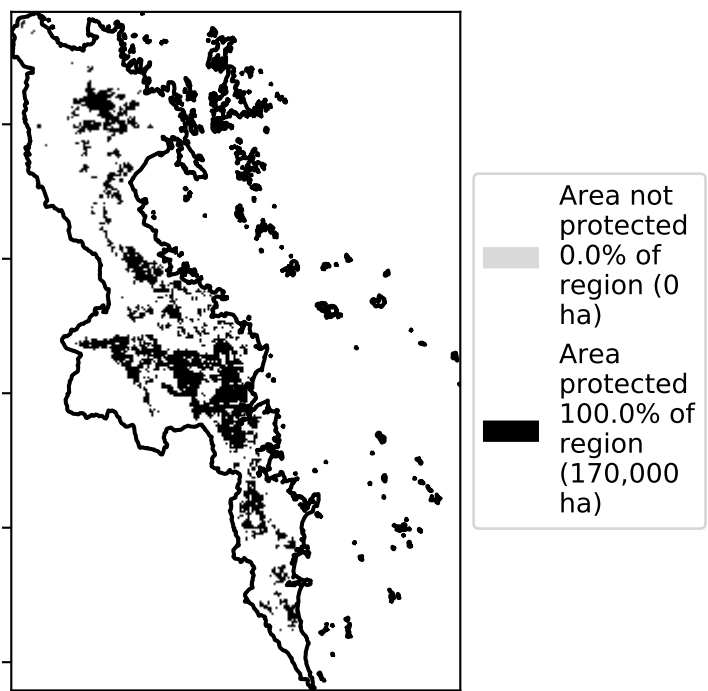 Area not
protected
0.0% of
region (0
ha)
Area
protected
100.0% of
region
(170,000
ha)